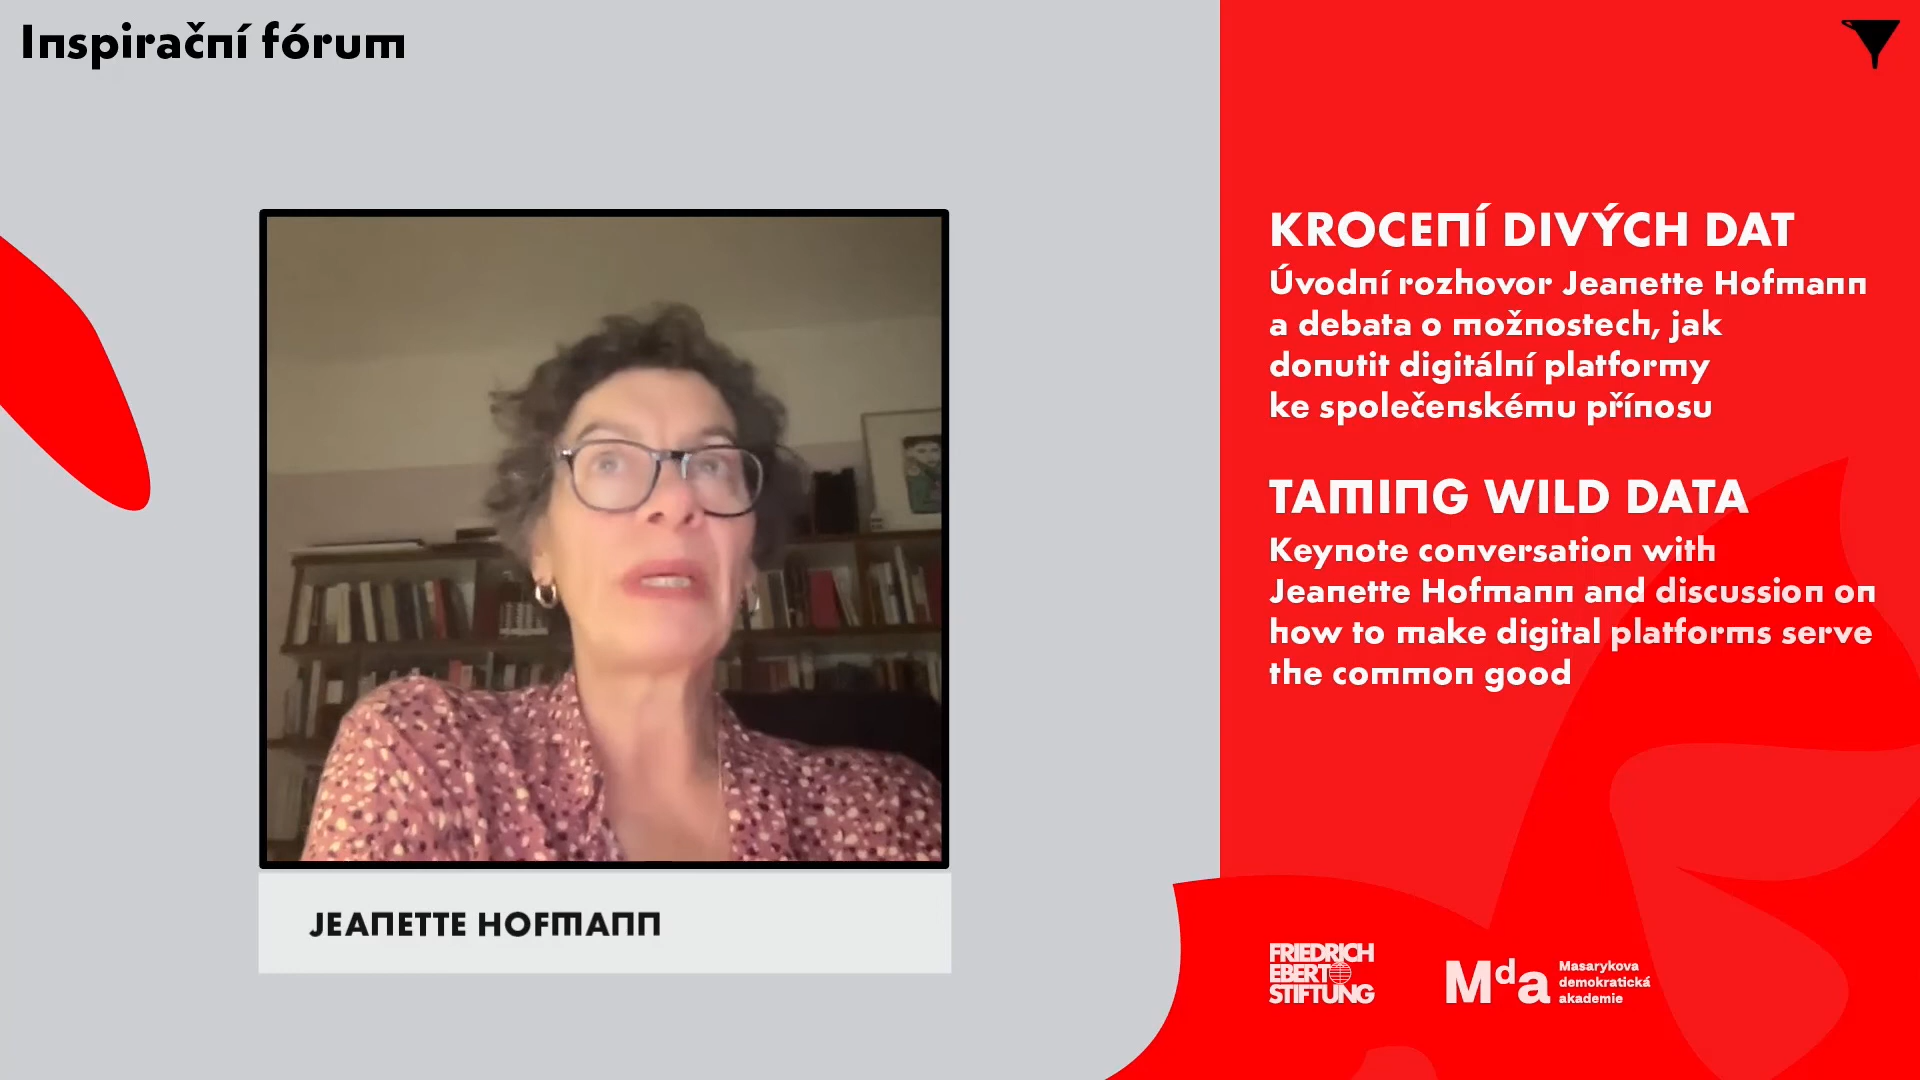 Inspirační fórum
JEANETTE HOFMANN
KROCENÍ DIVÝCH DAT
Úvodní rozhovor Jeanette Hofmann
a debata o možnostech, jak
donutit digitální platformy
ke společenskému přínosu
TAMING WILD DATA
Keynote conversation with
Jeanette Hofmann and discussion on
how to make digital platforms serve
the common good
FRIEDRICH
EBERT
STIFTUNG
Mda
Masarykova
demokratická
akademie